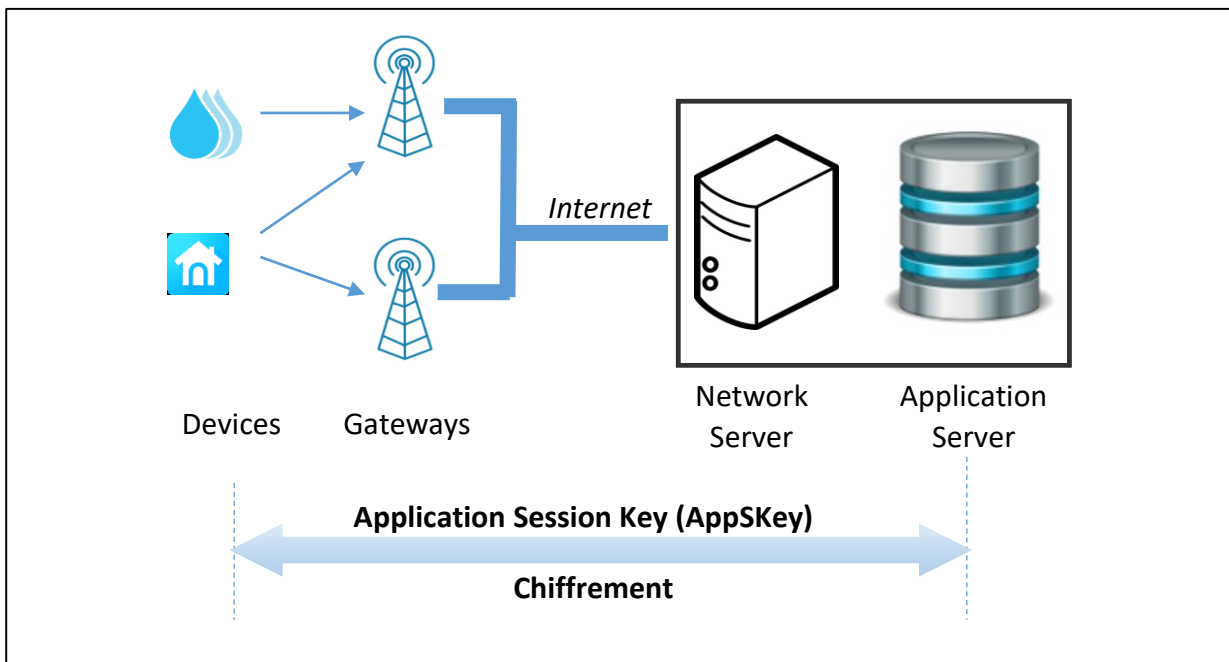 Internet
Devices
Gateways
Network
Server
Application
Server
Application Session Key (AppSKey)
Chiffrement